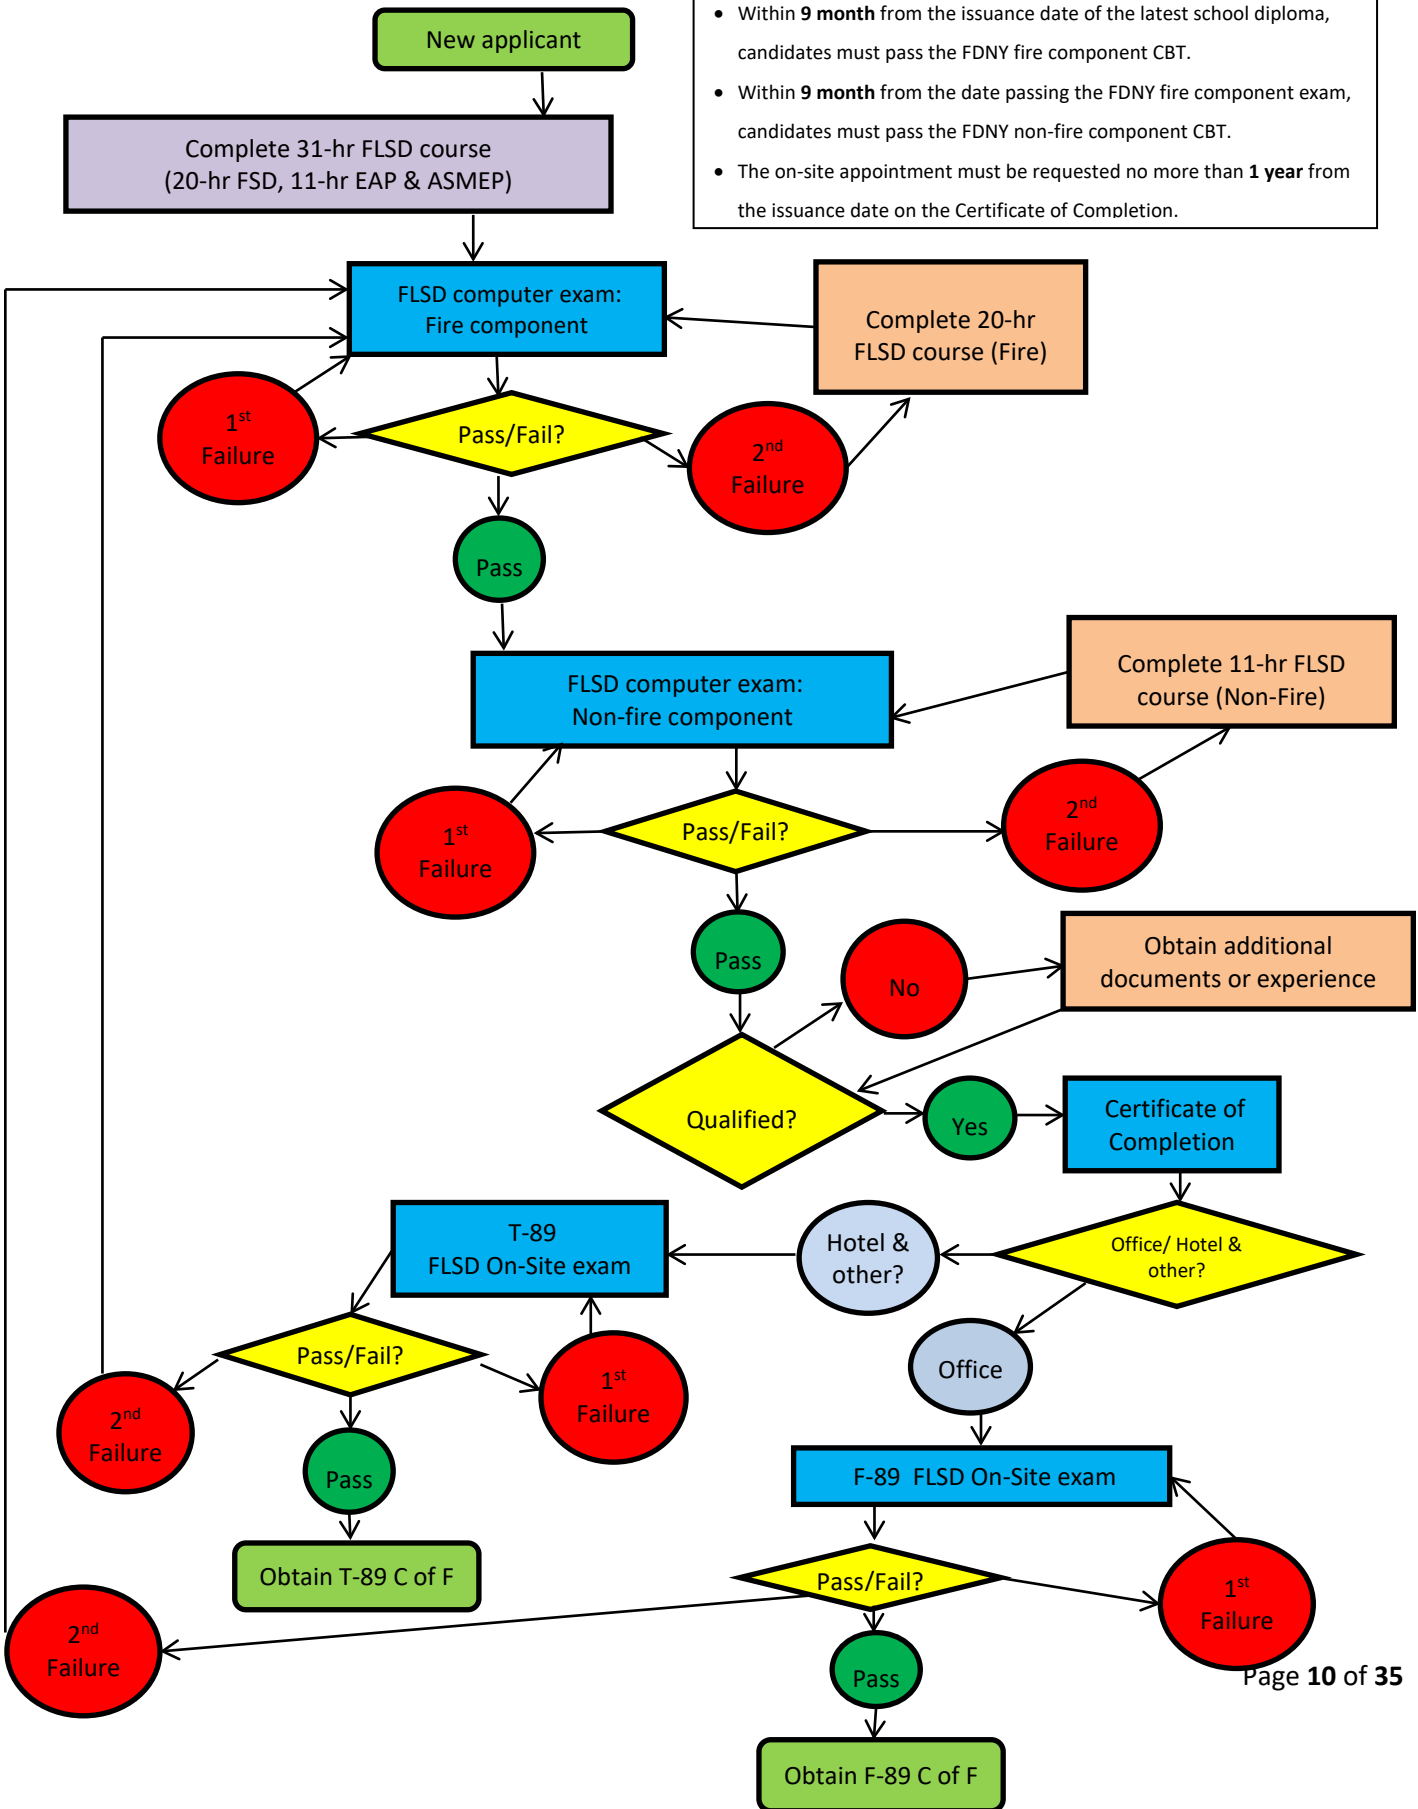 • Within 9 month from the issuance date of the latest school diploma,
candidates must pass the FDNY fire component CBT.
• Within 9 month from the date passing the FDNY fire component exam,
candidates must pass the FDNY non-fire component CBT.
• The on-site appointment must be requested no more than 1 year from
the issuance date on the Certificate of Completion.
New applicant
Complete 31-hr FLSD course
(20-hr FSD, 11-hr EAP & ASMEP)
FLSD computer exam:
Fire component
Complete 20-hr
FLSD course (Fire)
1st
Failure
Pass/Fail?
2nd
Failure
Pass
FLSD computer exam:
Non-fire component
Complete 11-hr FLSD
course (Non-Fire)
1st
Failure
Pass/Fail?
2nd
Failure
Pass
No
Obtain additional
documents or experience
Qualified?
Yes
Certificate of
Completion
T-89
FLSD On-Site exam
Hotel &
other?
Office/ Hotel &
other?
Pass/Fail?
1st
Failure
Office
2nd
Failure
Pass
F-89 FLSD On-Site exam
Obtain T-89 C of F
Pass/Fail?
1st
Failure
2nd
Failure
Pass
Page 10 of 35
Obtain F-89 C of F